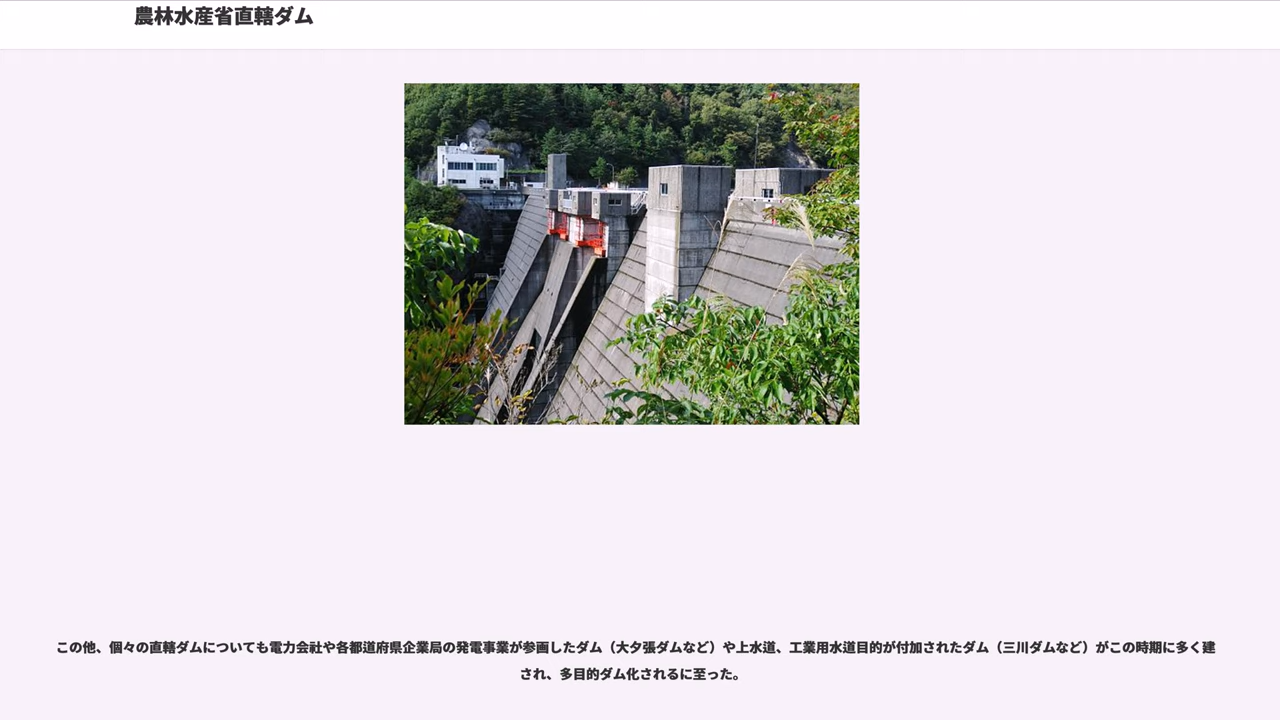 農林水産省直轄ダム
この他、個々の直轄ダムについても電力会社や各都道府県企業局の発電事業が参画したダム（大夕張ダムなど）や上水道、工業用水道目的が付加されたダム（三川ダムなど）がこの時期に多く建
され、多目的ダム化されるに至った。